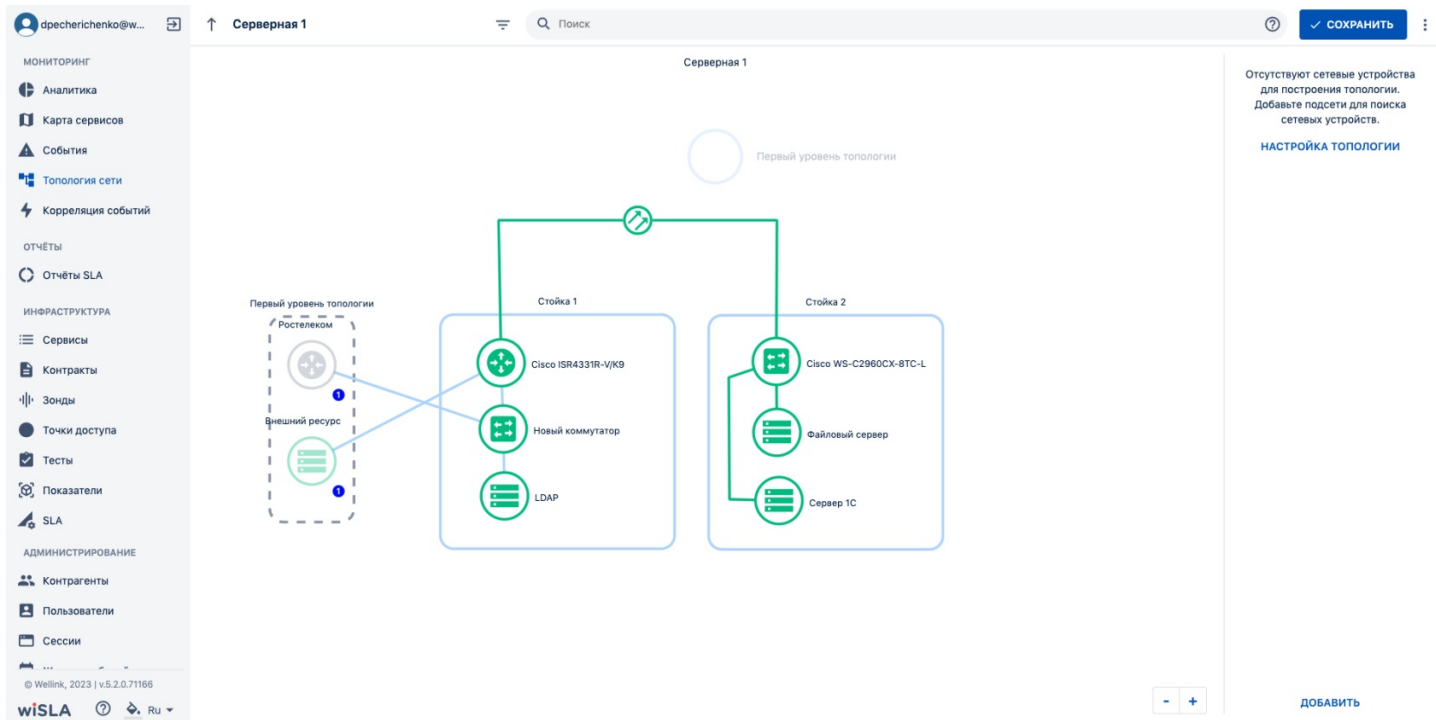 dpecherichenko@w...
Серверная 1
Поиск
СОХРАНИТЬ
МОНИТОРИНГ
Аналитика
Карта сервисов
События
Топология сети
Корреляция событий
ОТЧЁТЫ
Отчёты SLA
ИНФРАСТРУКТУРА
Сервисы
Контракты
Зонды
Точки доступа
Тесты
Показатели
SLA
АДМИНИСТРИРОВАНИЕ
Контрагенты
Пользователи
Сессии
© Wellink, 2023 | v.5.2.0.71166
wiSLA
Ru
Серверная 1
Первый уровень топологии
Первый уровень топологии
Ростелеком
1
Внешний ресурс
1
Стойка 1
Cisco ISR4331R-V/K9
Новый коммутатор
LDAP
Стойка 2
Cisco WS-C2960CX-8TC-L
Файловый сервер
Сервер 1С
- +
Отсутствуют сетевые устройства
для построения топологии.
Добавьте подсети для поиска
сетевых устройств.
НАСТРОЙКА ТОПОЛОГИИ
ДОБАВИТЬ